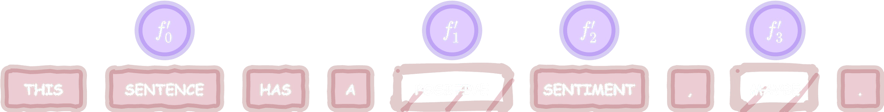 f′0 f′1 f′2 f′3
THIS SENTENCE HAS A SENTIMENT , .